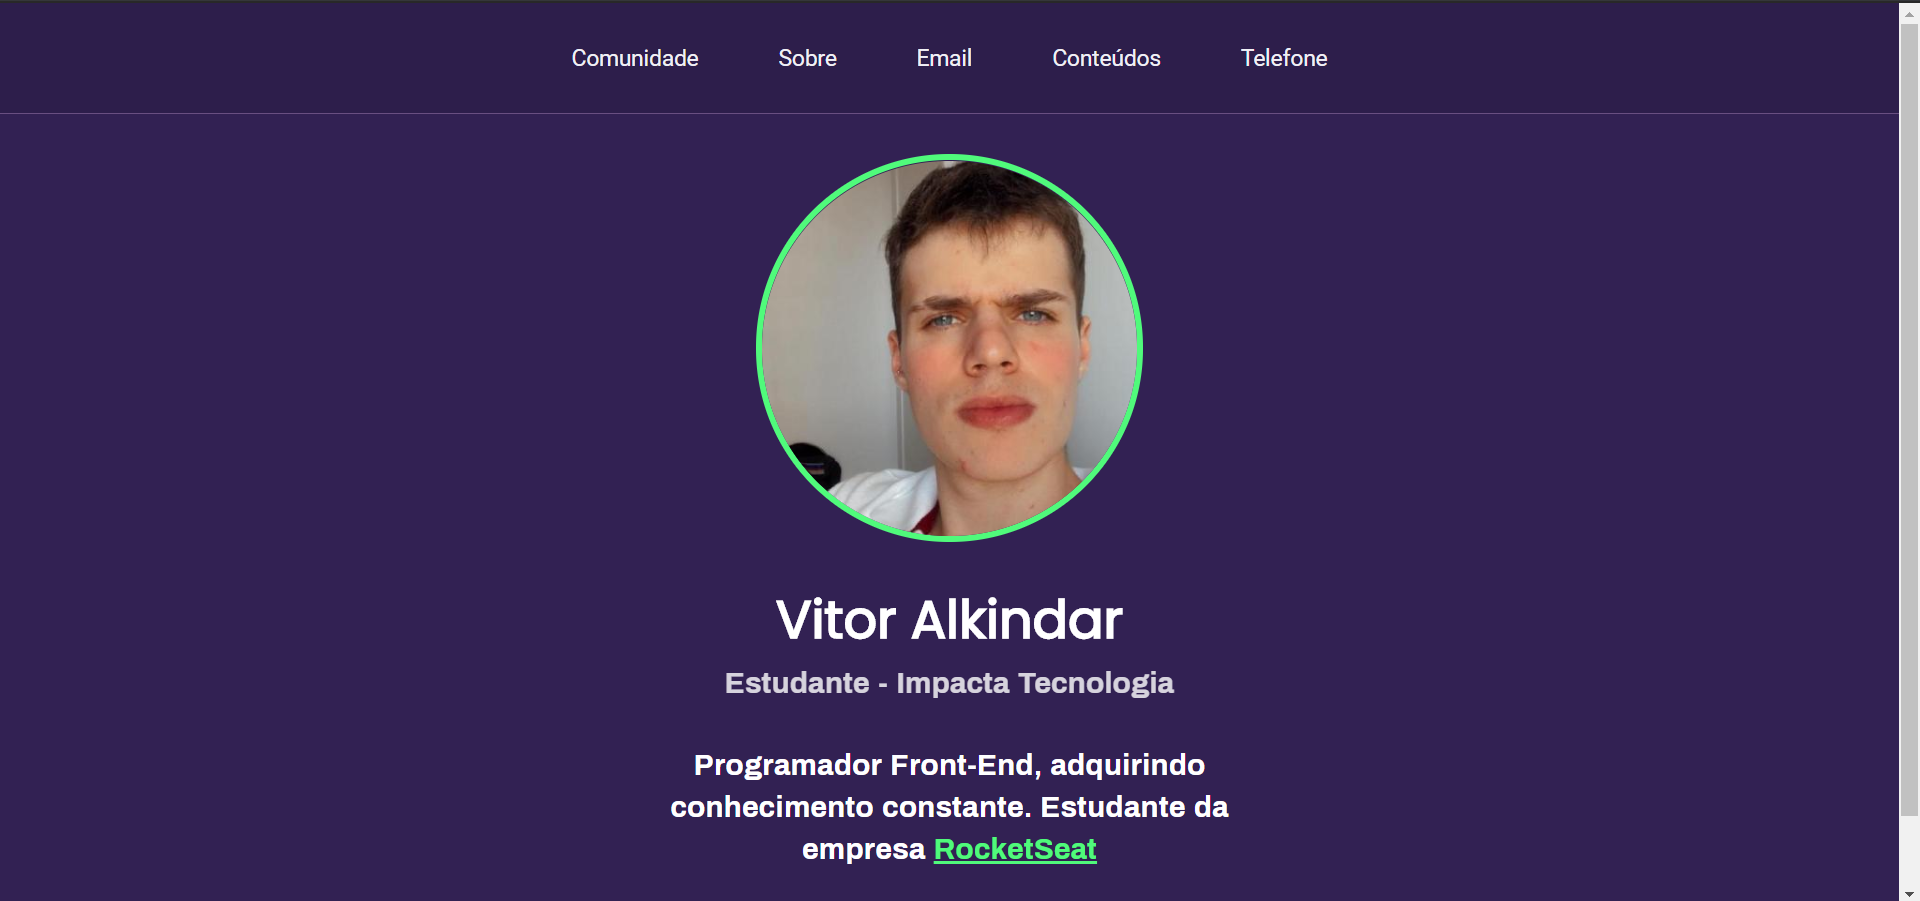 Comunidade Sobre Email Conteúdos Telefone
Vitor Alkindar
Estudante - Impacta Tecnologia
Programador Front-End, adquirindo
conhecimento constante. Estudante da
empresa RocketSeat